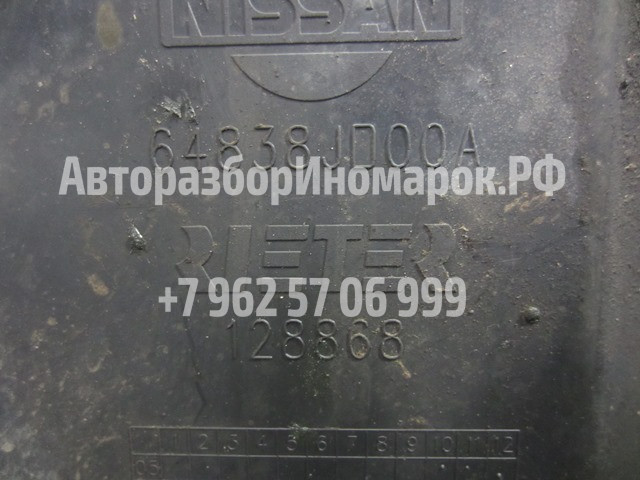 NISSAN
64838JD00A
АвторазборИномарок.РФ
RIETER
+7 962 57 06 999
128868
1 2 3 4 5 6 7 8 9 10 11 12
05